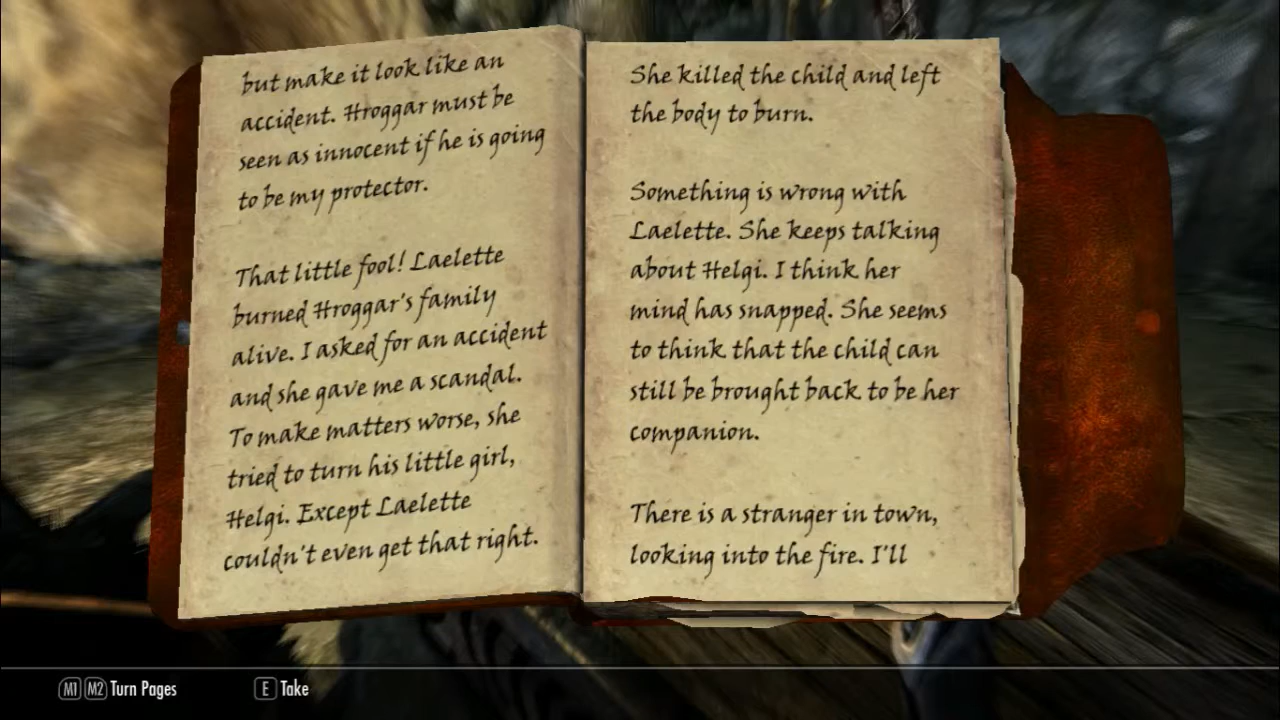 but make it look like an
accident. Hroggar must be
seen as innocent if he is going
to be my protector.
That little fool! Laelette
burned Hroggar's family
alive. I asked for an accident
and she gave me a scandal.
To make matters worse, she
tried to turn his little girl,
Helgi. Except Laelette
couldn't even get that right.
She killed the child and left
the body to burn.
Something is wrong with
Laelette. She keeps talking
about Helgi. I think her
mind has snapped. She seems
to think that the child can
still be brought back to be her
companion.
There is a stranger in town,
looking into the fire. I'll
M1 M2 Turn Pages
E Take